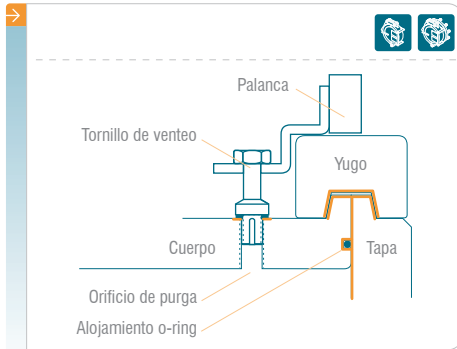 Palanca
Tornillo de venteo
Yugo
Cuerpo
Tapa
Orificio de purga
Alojamiento o-ring